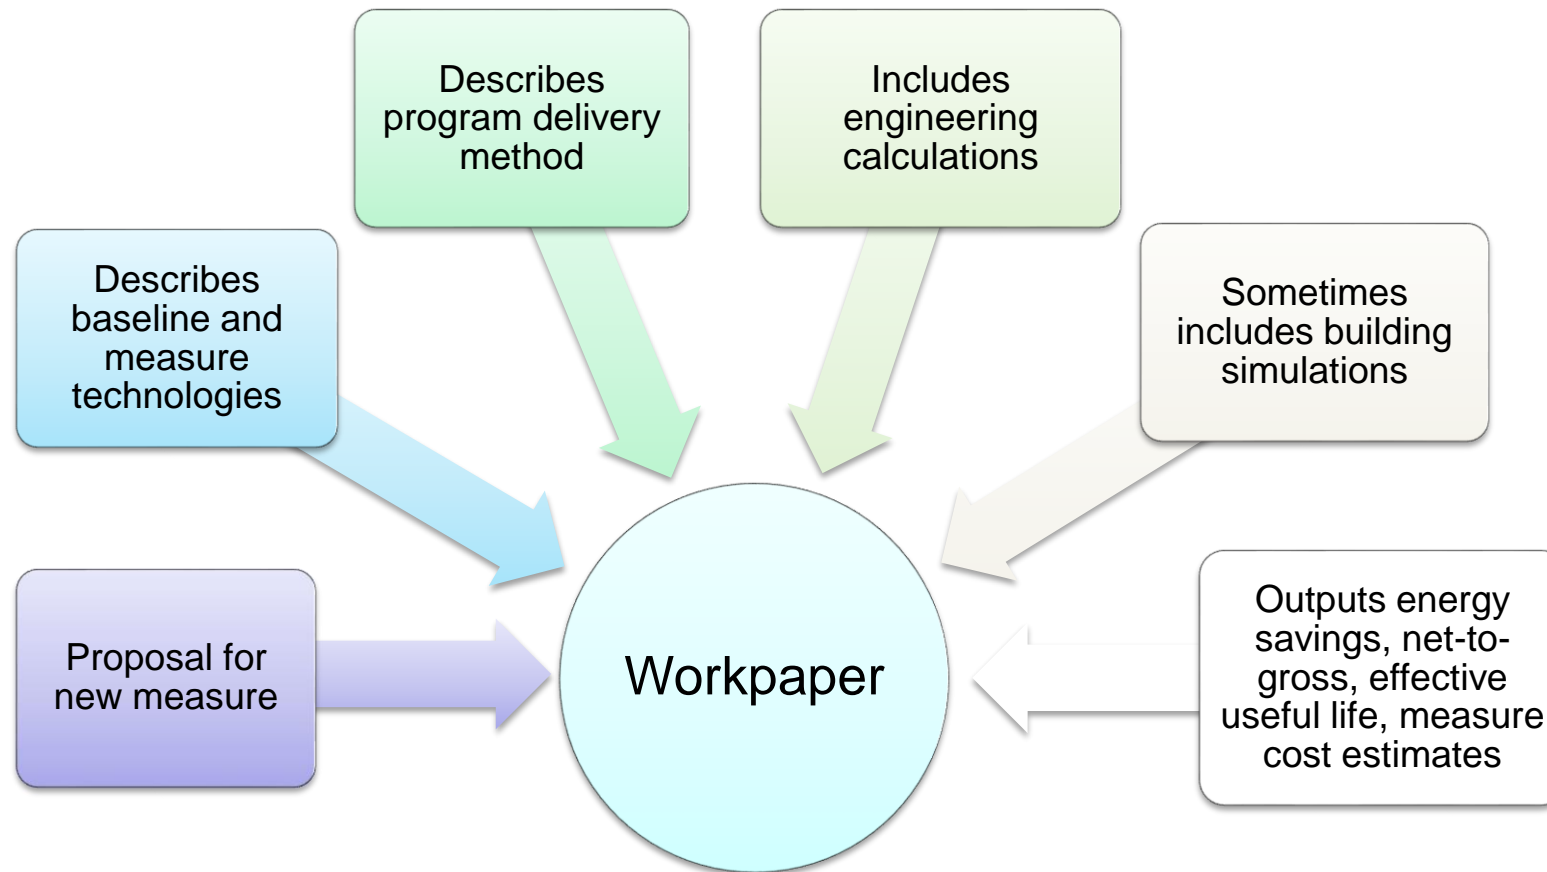 Describes
program delivery
method
Includes
engineering
calculations
Describes
baseline and
measure
technologies
Sometimes
includes building
simulations
Proposal for
new measure
Workpaper
Outputs energy
savings, net-to-
gross, effective
useful life, measure
cost estimates